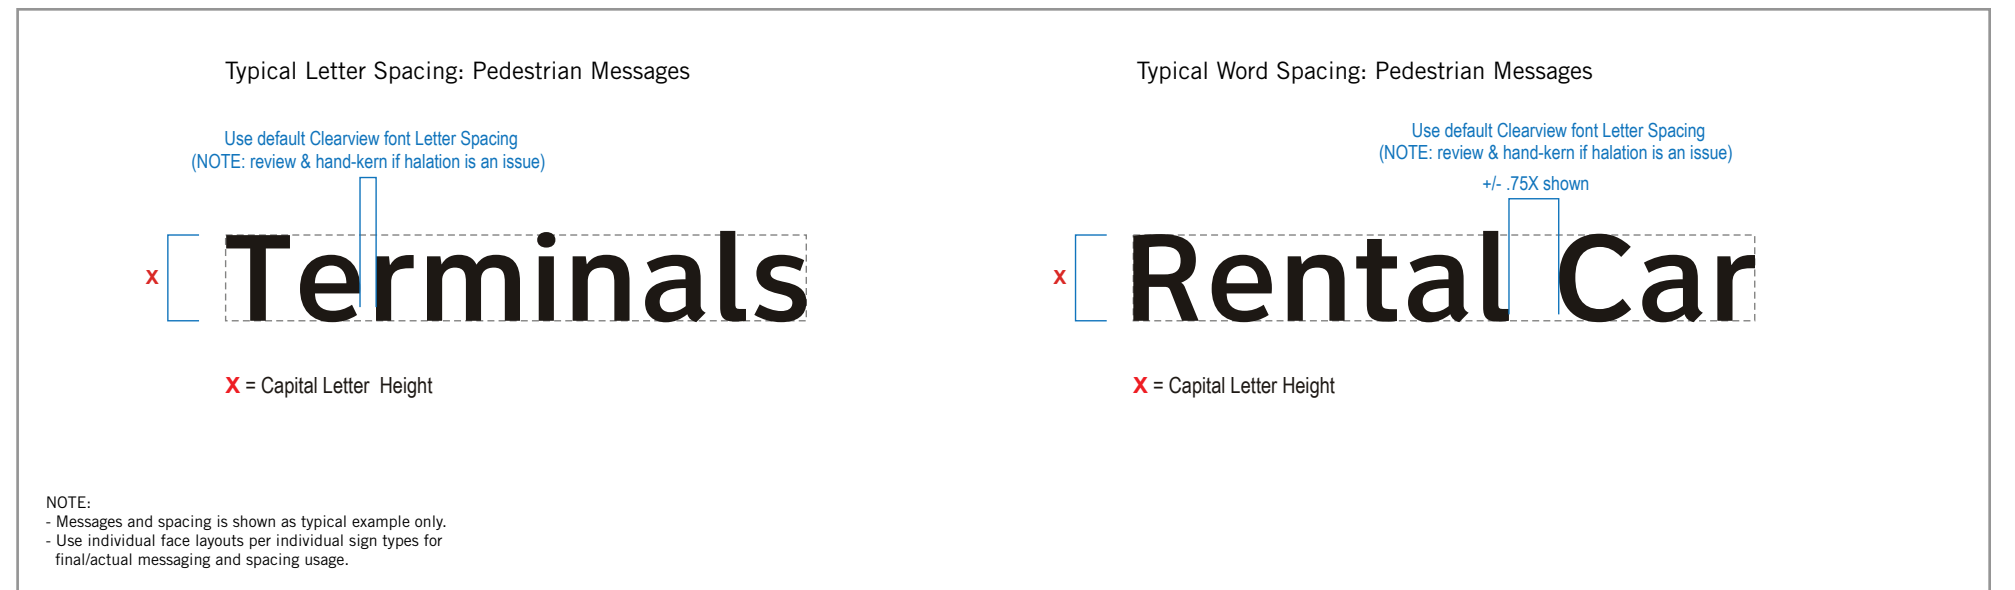 Typical Letter Spacing: Pedestrian Messages
Use default Clearview font Letter Spacing
(NOTE: review & hand-kern if halation is an issue)
X
Terminals
X = Capital Letter Height
Typical Word Spacing: Pedestrian Messages
Use default Clearview font Letter Spacing
(NOTE: review & hand-kern if halation is an issue)
+/- .75X shown
X
Rental Car
X = Capital Letter Height
NOTE:
- Messages and spacing is shown as typical example only.
- Use individual face layouts per individual sign types for
final/actual messaging and spacing usage.